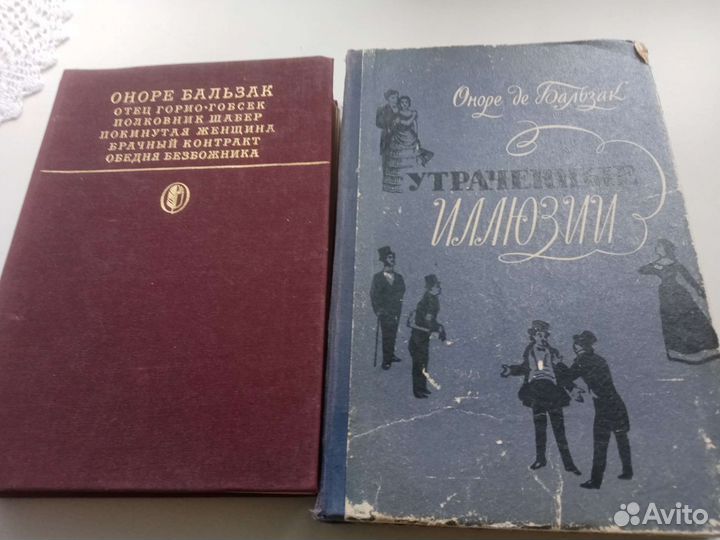 ОНОРЕ БАЛЬЗАК
ОТЕЦ ГОРИО•ГОБСЕК
ПОЛКОВНИК ШАБЕР
ПОКИНУТАЯ ЖЕНЩИНА
БРАЧНЫЙ КОНТРАКТ
ОБЕДНЯ БЕЗБОЖНИКА
Оноре де Бальзак
УТРАЧЕННЫЕ
ИЛЛЮЗИИ
Avito